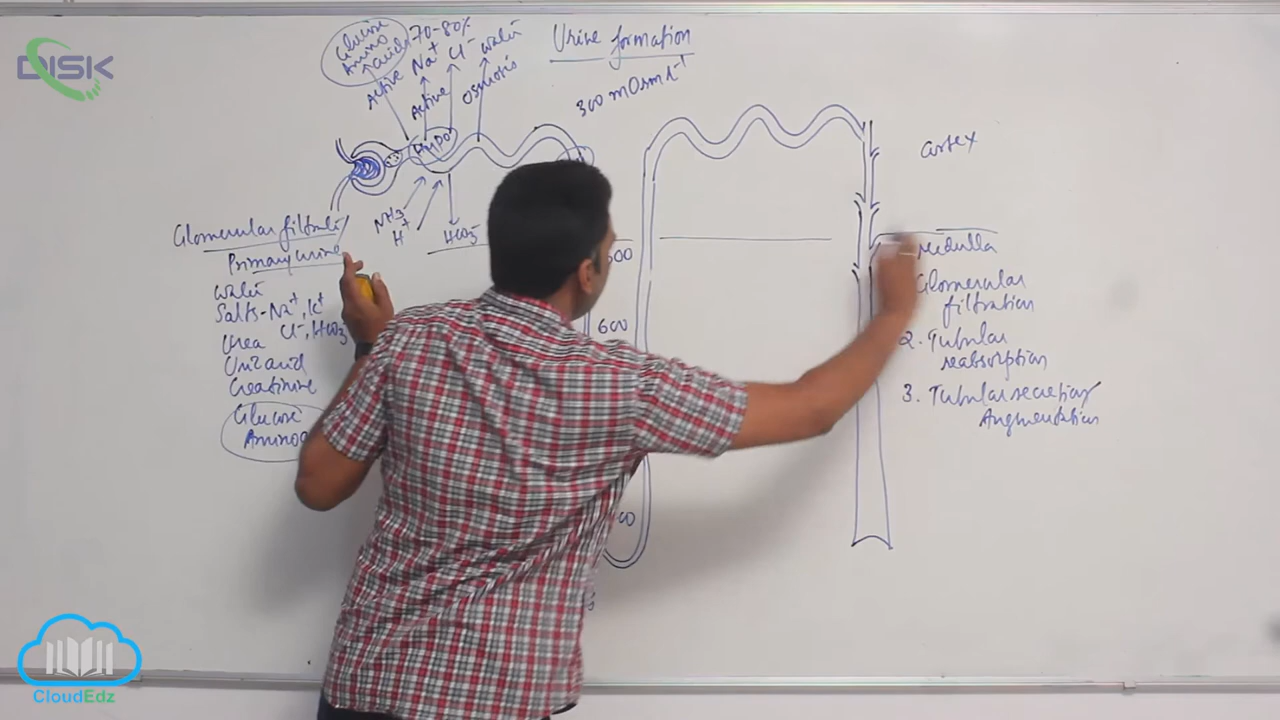 DISK
Urine formation
300 mOsm l⁻¹
Glucose
Amino
acids
70-80%
Na⁺ Cl⁻ water
Active
Active
Osmosis
NH3
H⁺
HCO3⁻
Cortex
Medulla
Glomerular filtrate
Primary urine
water
Salts-Na⁺, K⁺
Cl⁻, HCO3⁻
Urea
Uric acid
Creatinine
Glucose
Amino
600
Glomerular
filtration
2. Tubular
reabsorption
3. Tubular secretion
Augmentation
CloudEdz